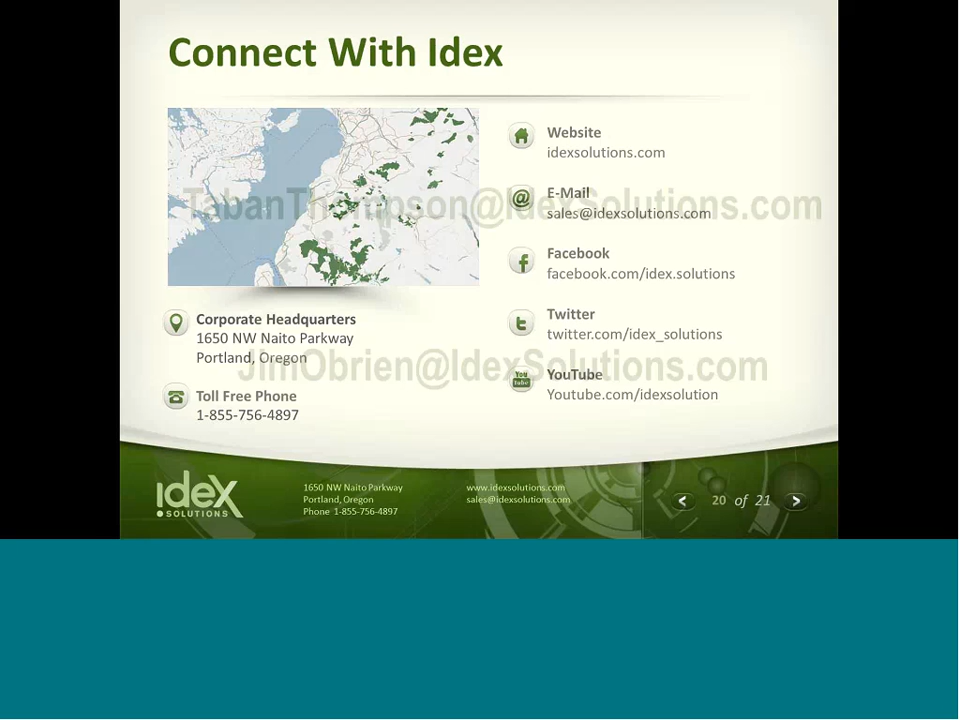 Connect With Idex
Website
idexsolutions.com
TabanThompson@IdexSolutions.com
E-Mail
sales@idexsolutions.com
Facebook
facebook.com/idex.solutions
Corporate Headquarters
1650 NW Naito Parkway
Portland, Oregon
Twitter
twitter.com/idex_solutions
JimObrien@IdexSolutions.com
You
Tube
YouTube
Youtube.com/idexsolution
Toll Free Phone
1-855-756-4897
idex
SOLUTIONS
1650 NW Naito Parkway
Portland, Oregon
Phone 1-855-756-4897
www.idexsolutions.com
sales@idexsolutions.com
20 of 21